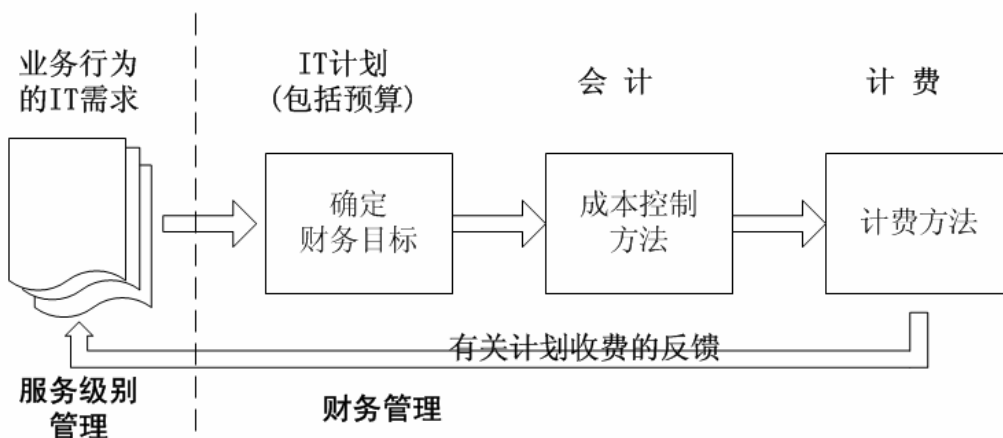 业务行为
的IT需求
IT计划
(包括预算)
会 计
计 费
确定
财务目标
成本控制
方法
计费方法
有关计划收费的反馈
服务级别
管理
财务管理